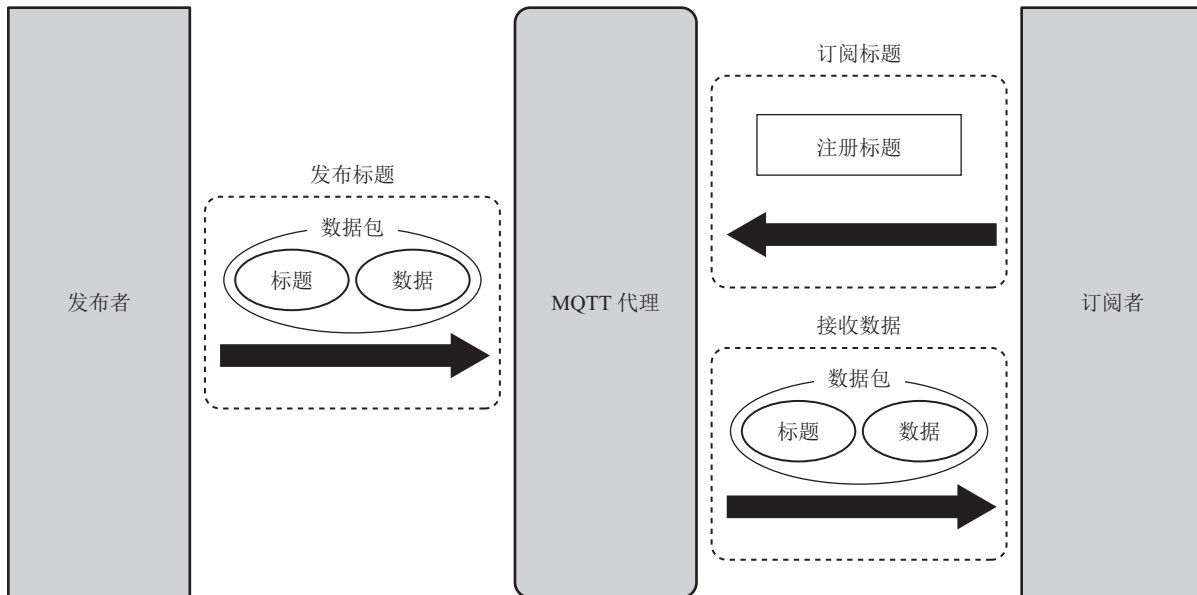 发布者
发布标题
数据包
标题
数据
MQTT 代理
订阅标题
注册标题
接收数据
数据包
标题
数据
订阅者